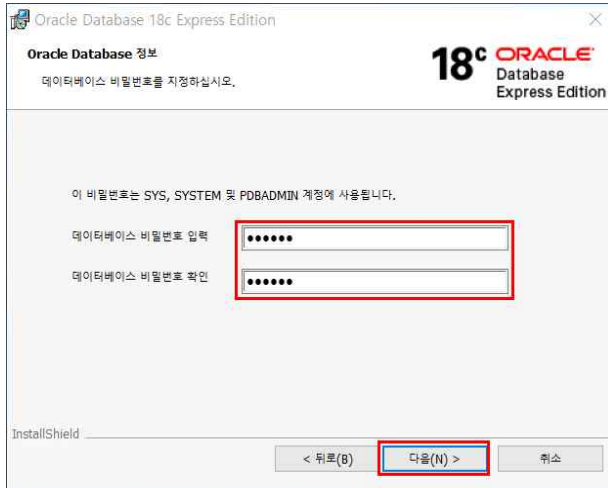 Oracle Database 18c Express Edition
Oracle Database 정보
데이터베이스 비밀번호를 지정하십시오.
18c ORACLE
Database
Express Edition
이 비밀번호는 SYS, SYSTEM 및 PDBADMIN 계정에 사용됩니다.
데이터베이스 비밀번호 입력 ●●●●●●
데이터베이스 비밀번호 확인 ●●●●●●
InstallShield
< 뒤로(B) 다음(N) > 취소